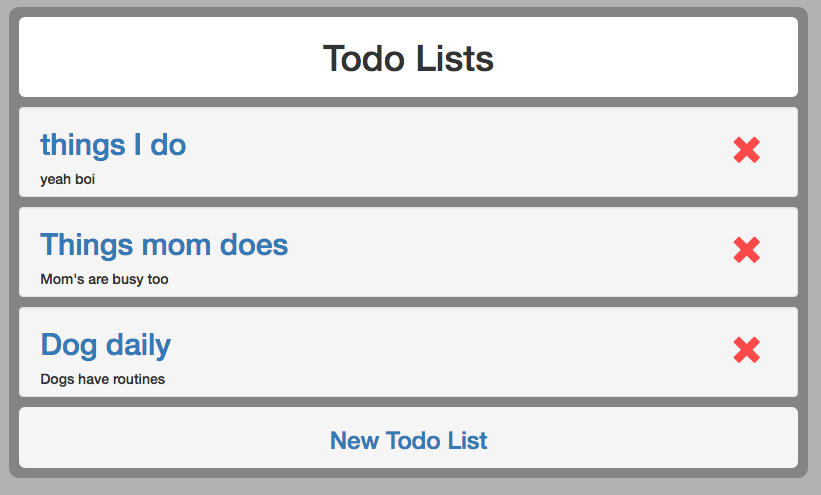 Todo Lists
things I do
yeah boi
Things mom does
Mom's are busy too
Dog daily
Dogs have routines
New Todo List